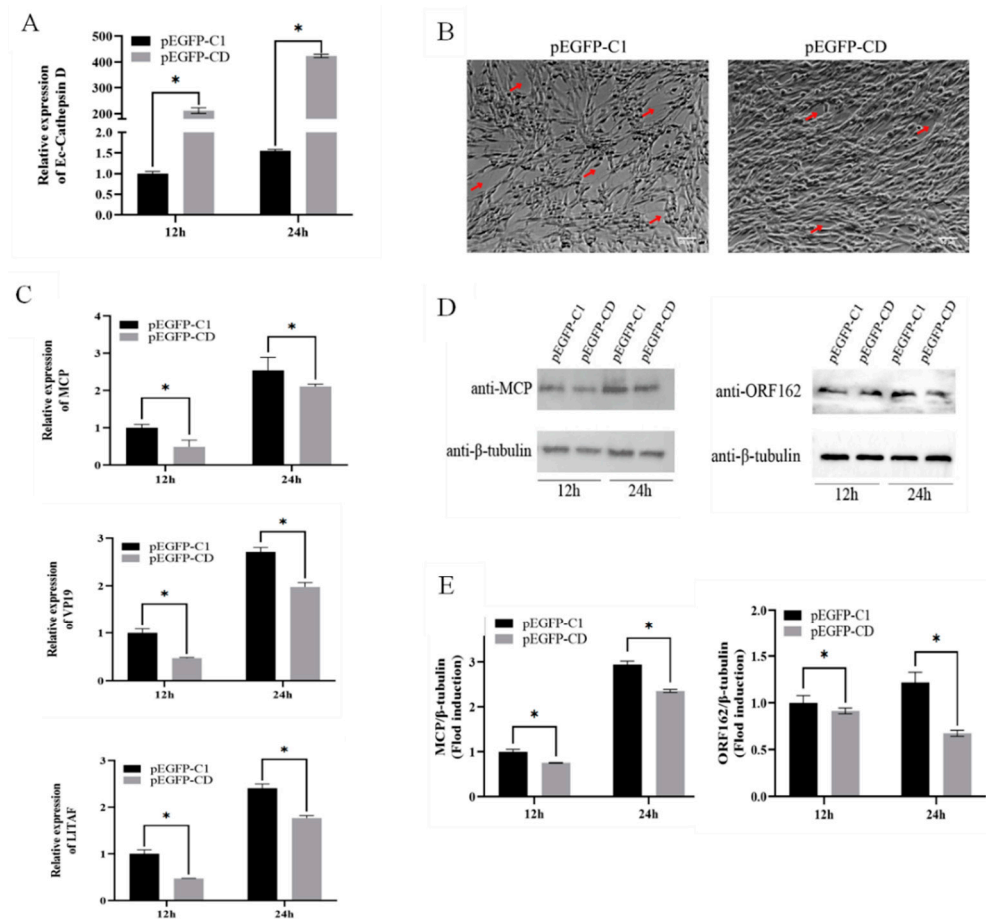 A
pEGFP-C1
pEGFP-CD
Relative expression
of Ec-Cathepsin D
500
400
300
200
100
2.0
1.5
1.0
0.5
0.0
*
*
12h
24h
B
pEGFP-C1
pEGFP-CD
C
pEGFP-C1
pEGFP-CD
Relative expression
of MCP
4
3
2
1
0
*
*
12h
24h
pEGFP-C1
pEGFP-CD
Relative expression
of VP19
3
2
1
0
*
*
12h
24h
pEGFP-C1
pEGFP-CD
Relative expression
of LITAF
3
2
1
0
*
*
12h
24h
D
pEGFP-C1
pEGFP-CD
pEGFP-C1
pEGFP-CD
anti-MCP
anti-β-tubulin
12h
24h
pEGFP-C1
pEGFP-CD
pEGFP-C1
pEGFP-CD
anti-ORF162
anti-β-tubulin
12h
24h
E
pEGFP-C1
pEGFP-CD
MCP/β-tubulin
(Flod induction)
4
3
2
1
0
*
*
12h
24h
pEGFP-C1
pEGFP-CD
ORF162/β-tubulin
(Flod induction)
2.0
1.5
1.0
0.5
0.0
*
*
12h
24h